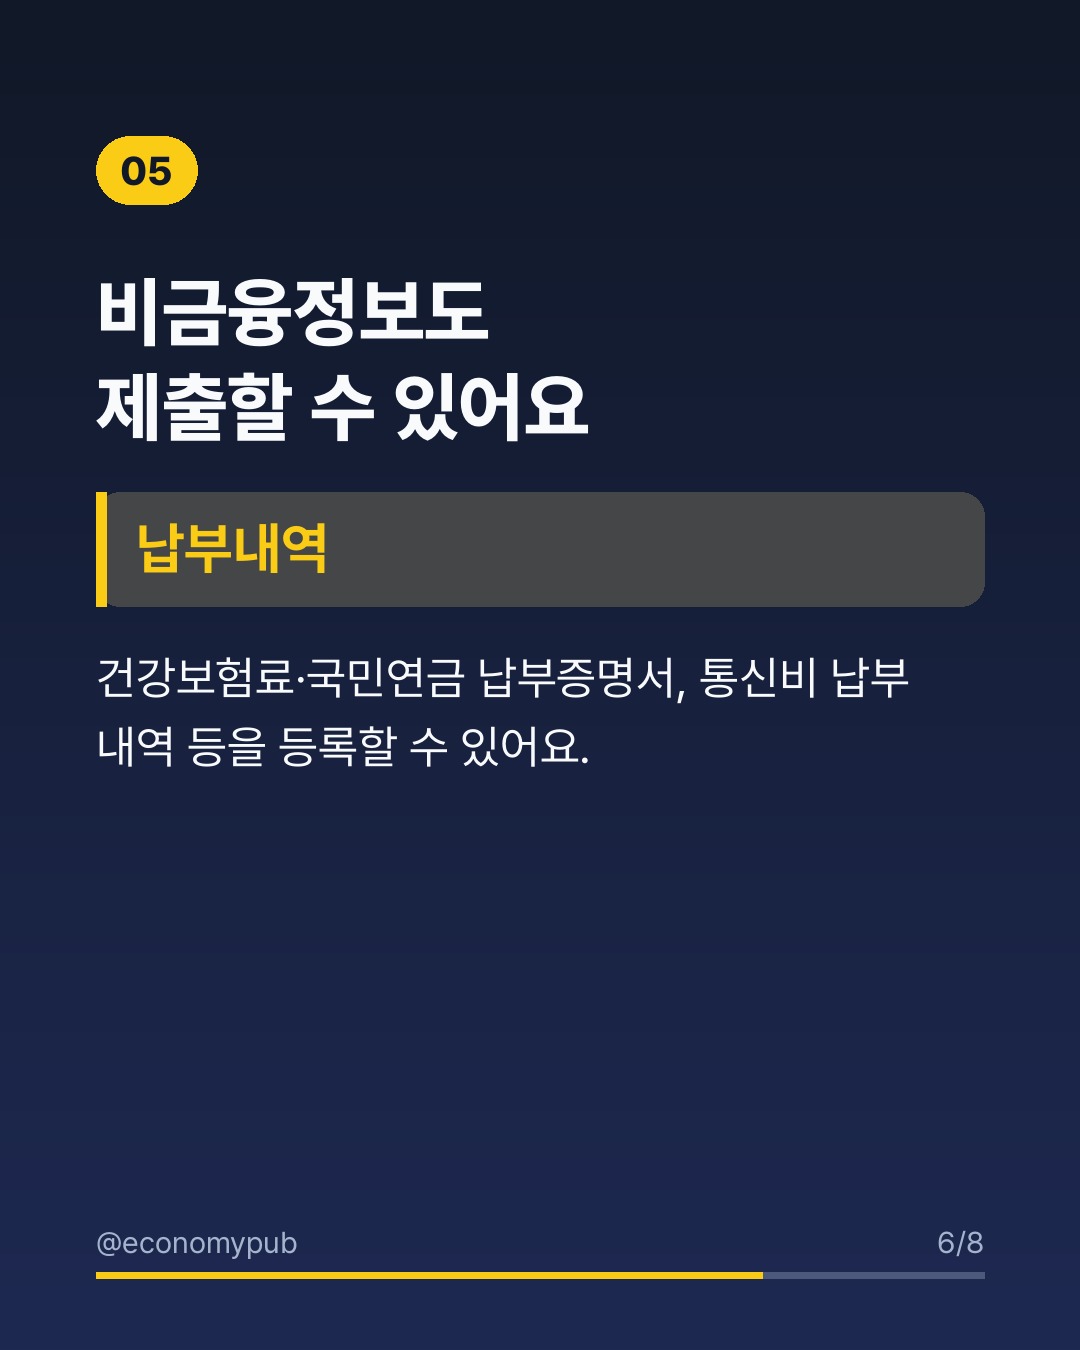 05
비금융정보도
제출할 수 있어요
납부내역
건강보험료·국민연금 납부증명서, 통신비 납부
내역 등을 등록할 수 있어요.
@economypub
6/8